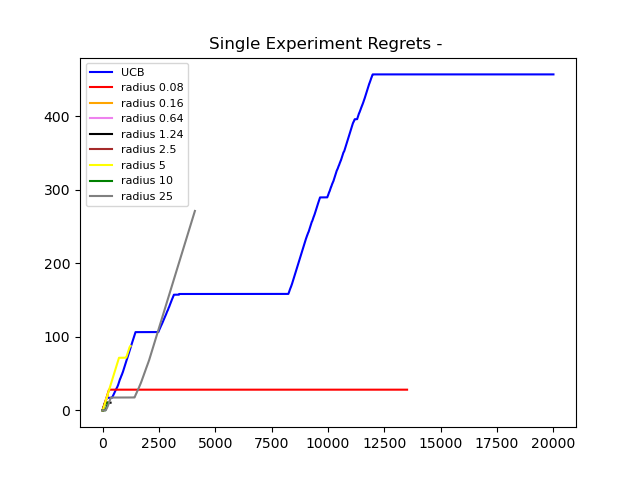 Single Experiment Regrets -
UCB
radius 0.08
radius 0.16
radius 0.64
radius 1.24
radius 2.5
radius 5
radius 10
radius 25
400
300
200
100
0
0 2500 5000 7500 10000 12500 15000 17500 20000